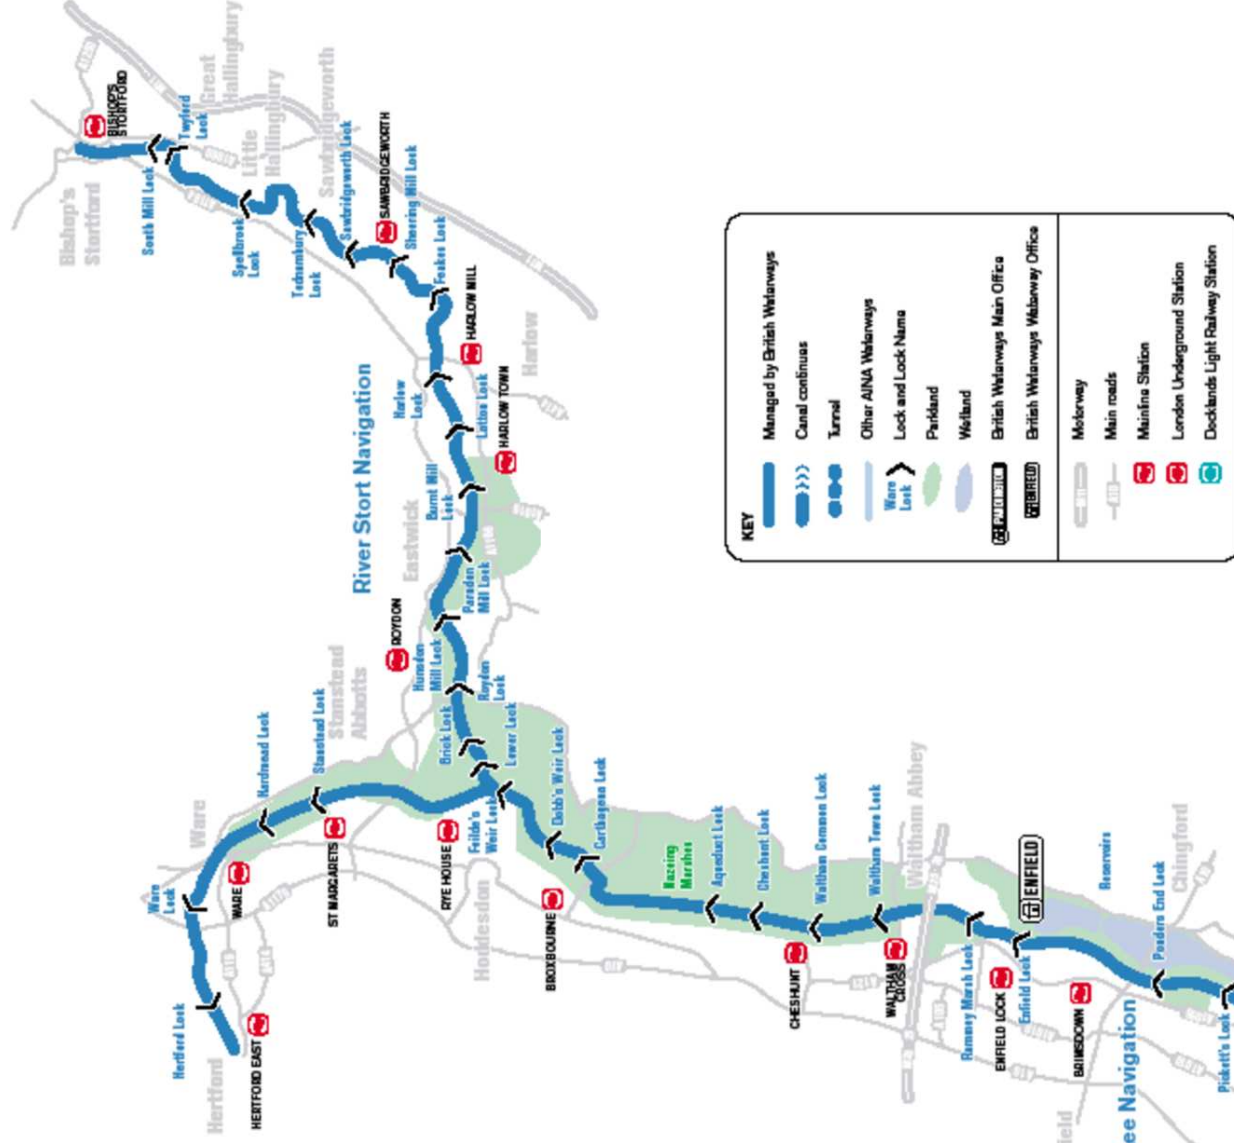 BISHOP'S
STORTFORD
Bishop's
Stortford
South Mill Lock
Twyford
Lock
Great
Hallingbury
Little
Hallingbury
Spellbrook
Lock
Tednambury
Lock
Sawbridgeworth
Sawbridgeworth Lock
SAWBRIDGEWORTH
Sheering Mill Lock
Feakes Lock
HARLOW MILL
Harlow
Harlow
Lock
River Stort Navigation
Latton Lock
HARLOW TOWN
Burnt Mill
Lock
Eastwick
Parndon
Mill Lock
ROYDON
Hunsdon
Mill Lock
Roydon
Lock
Brick Lock
Lower Lock
Stanstead
Abbotts
Stanstead Lock
Hardmead Lock
Ware
Ware
Lock
WARE
ST MARGARETS
RYE HOUSE
Feilde's
Weir Lock
Hertford Lock
Hertford
HERTFORD EAST
Hoddesdon
Dobb's Weir Lock
Carthagena Lock
BROXBOURNE
Nazeing
Marshes
Aqueduct Lock
Cheshunt Lock
CHESHUNT
Waltham Common Lock
Waltham Town Lock
WALTHAM
CROSS
Waltham Abbey
Rammey Marsh Lock
ENFIELD LOCK
Enfield Lock
ENFIELD
Reservoirs
BRIMSDOWN
Ponders End Lock
Chingford
Pickett's Lock
ee Navigation
field
KEY
Managed by British Waterways
Canal continues
Tunnel
Other AINA Waterways
Ware
Lock
Lock and Lock Name
Parkland
Wetland
British Waterways Main Office
ENFIELD
British Waterways Waterway Office
Motorway
Main roads
Mainline Station
London Underground Station
Docklands Light Railway Station